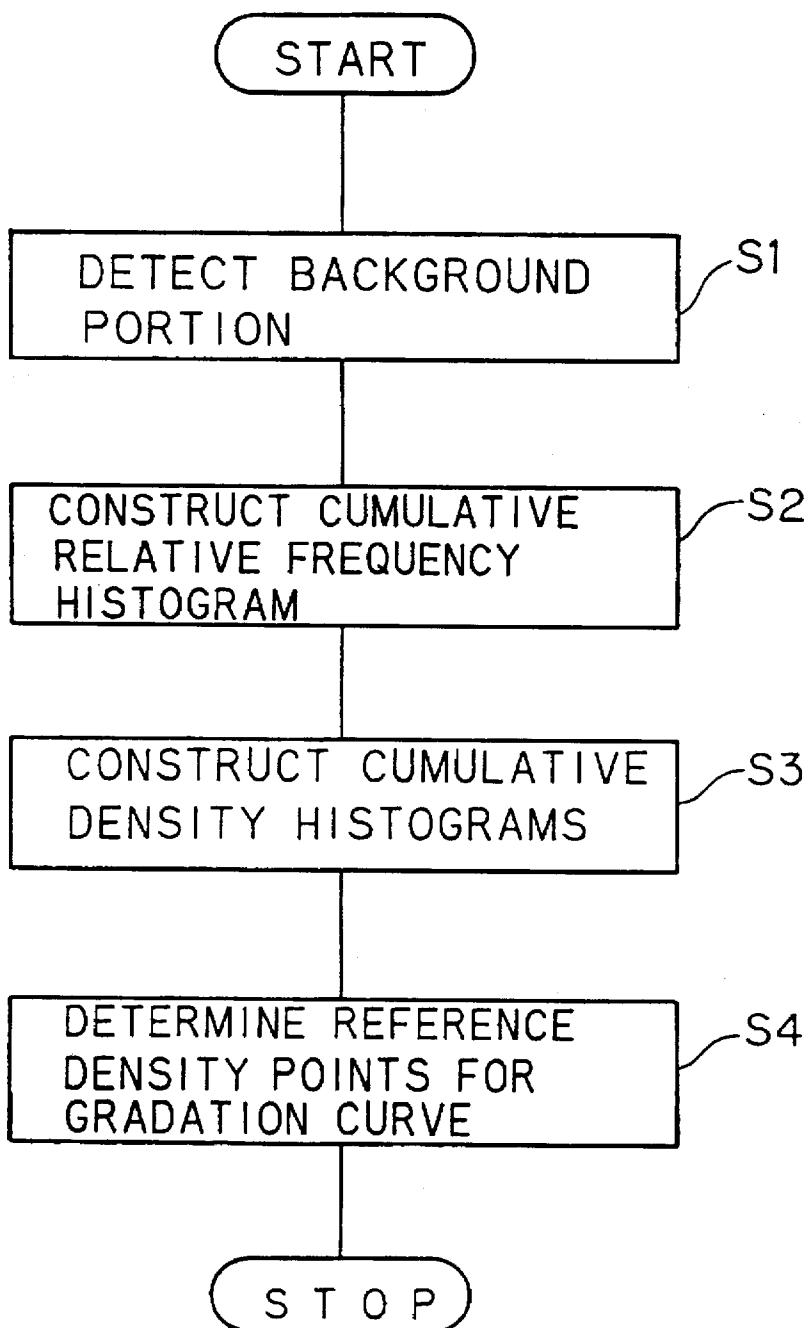 START
DETECT BACKGROUND
PORTION
S1
CONSTRUCT CUMULATIVE
RELATIVE FREQUENCY
HISTOGRAM
S2
CONSTRUCT CUMULATIVE
DENSITY HISTOGRAMS
S3
DETERMINE REFERENCE
DENSITY POINTS FOR
GRADATION CURVE
S4
STOP